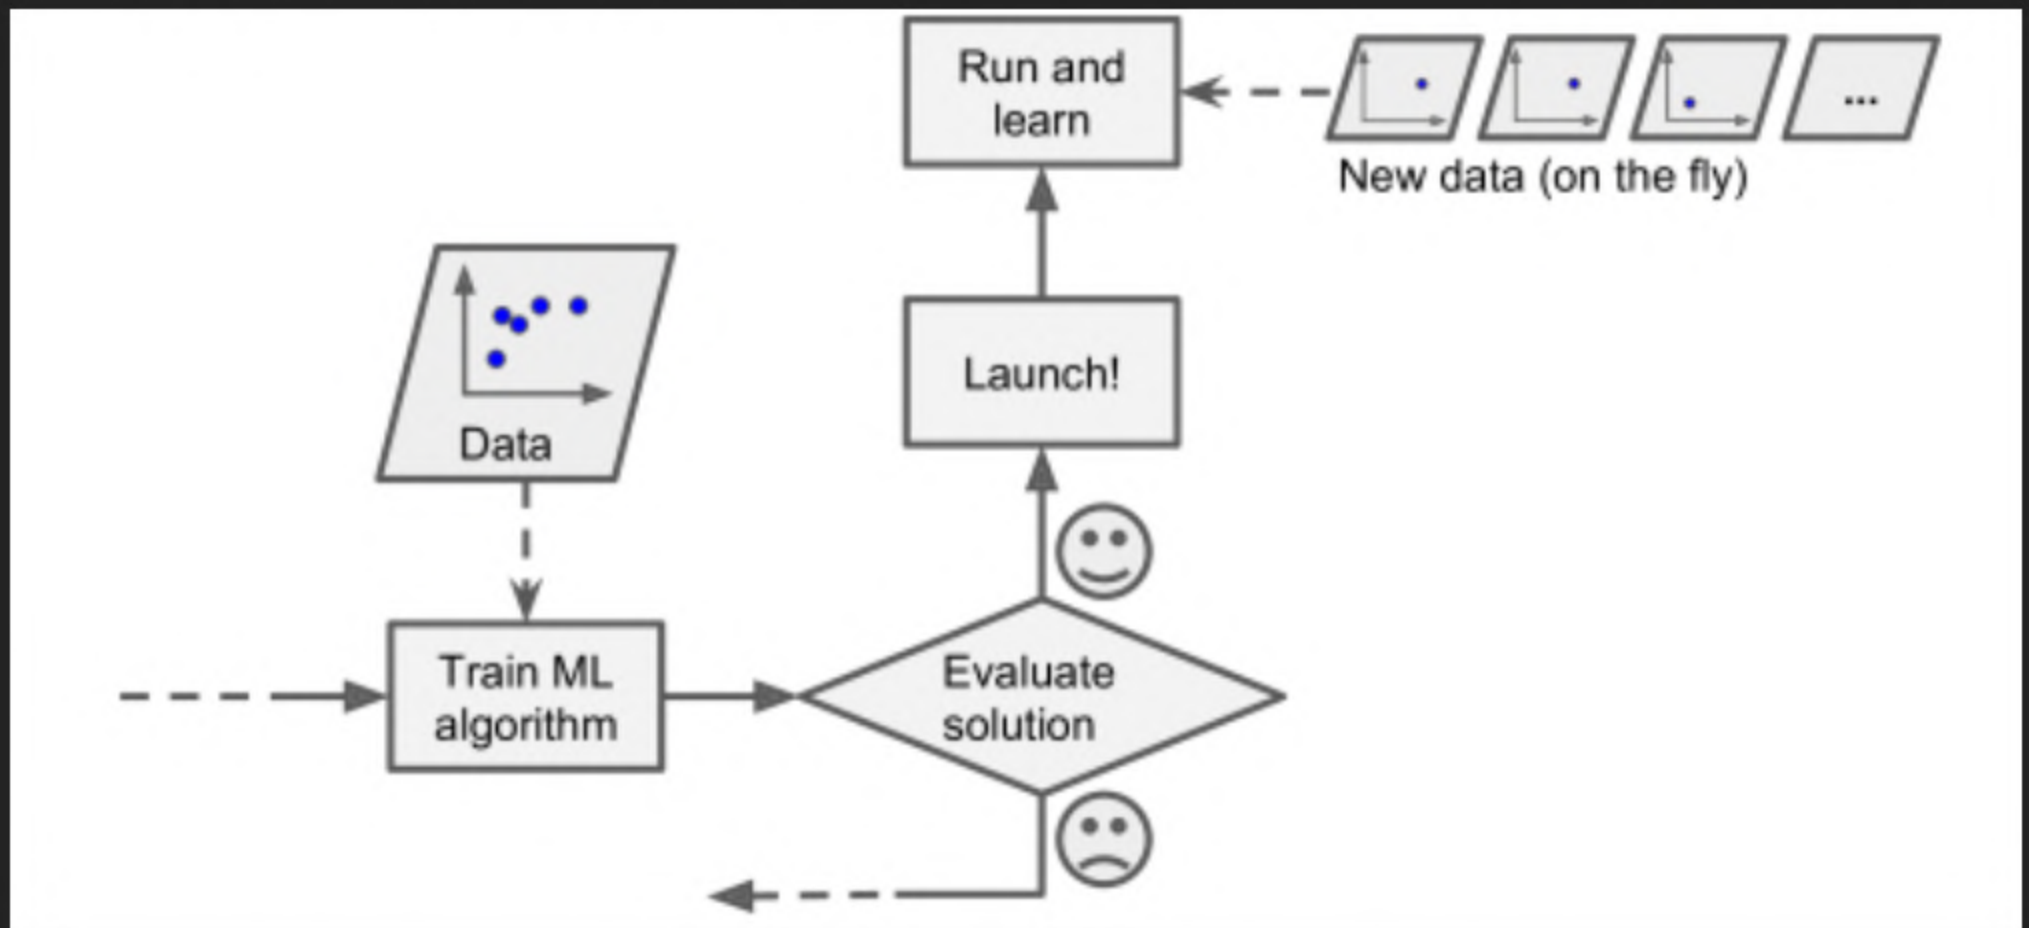 Run and
learn
...
New data (on the fly)
Launch!
Data
Train ML
algorithm
Evaluate
solution